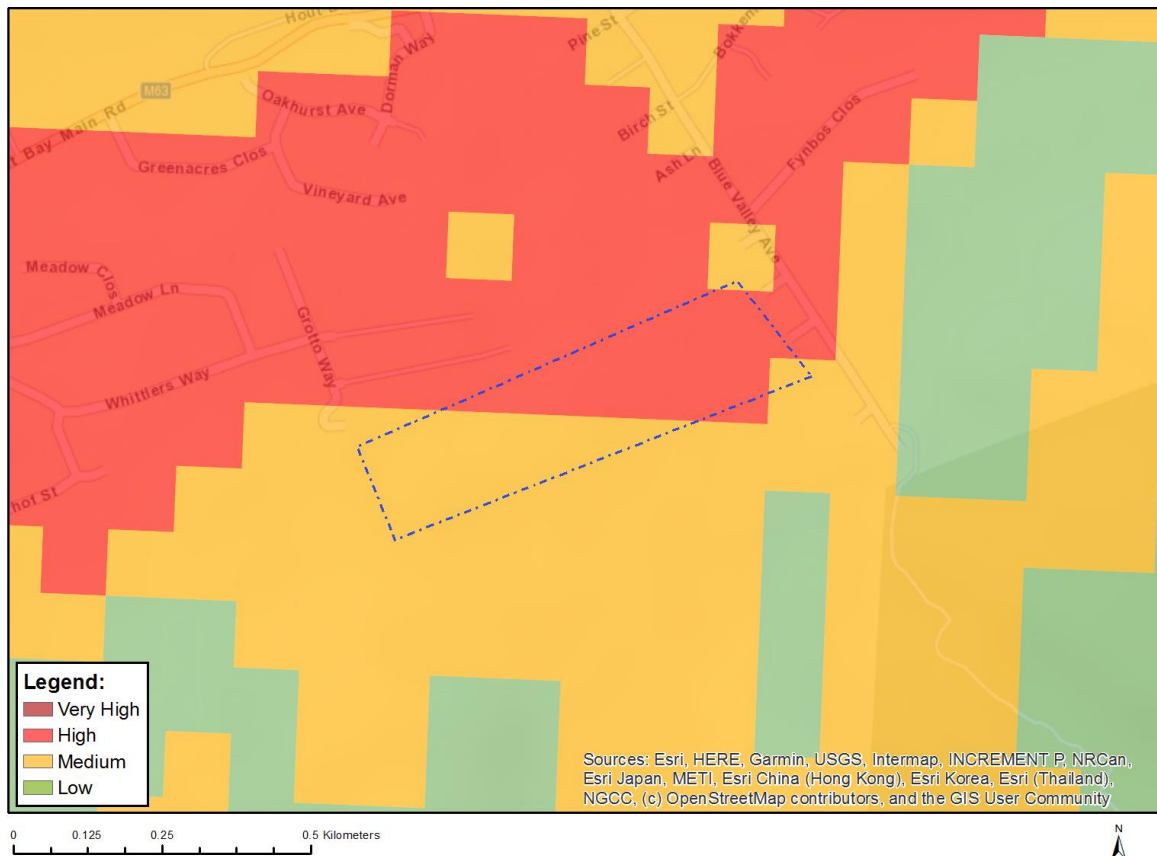 Hout
Pine St
Bokkem
Dorman Way
M63
Oakhurst Ave
t Bay Main Rd
Birch St
Fynbos Clos
Greenacres Clos
Ash Ln
Vineyard Ave
Blue Valley Ave
Meadow Clos
Meadow Ln
Grotto Way
Whittlers Way
hof St
Legend:
Very High
High
Medium
Low
Sources: Esri, HERE, Garmin, USGS, Intermap, INCREMENT P, NRCan,
Esri Japan, METI, Esri China (Hong Kong), Esri Korea, Esri (Thailand),
NGCC, (c) OpenStreetMap contributors, and the GIS User Community
0 0.125 0.25 0.5 Kilometers
N